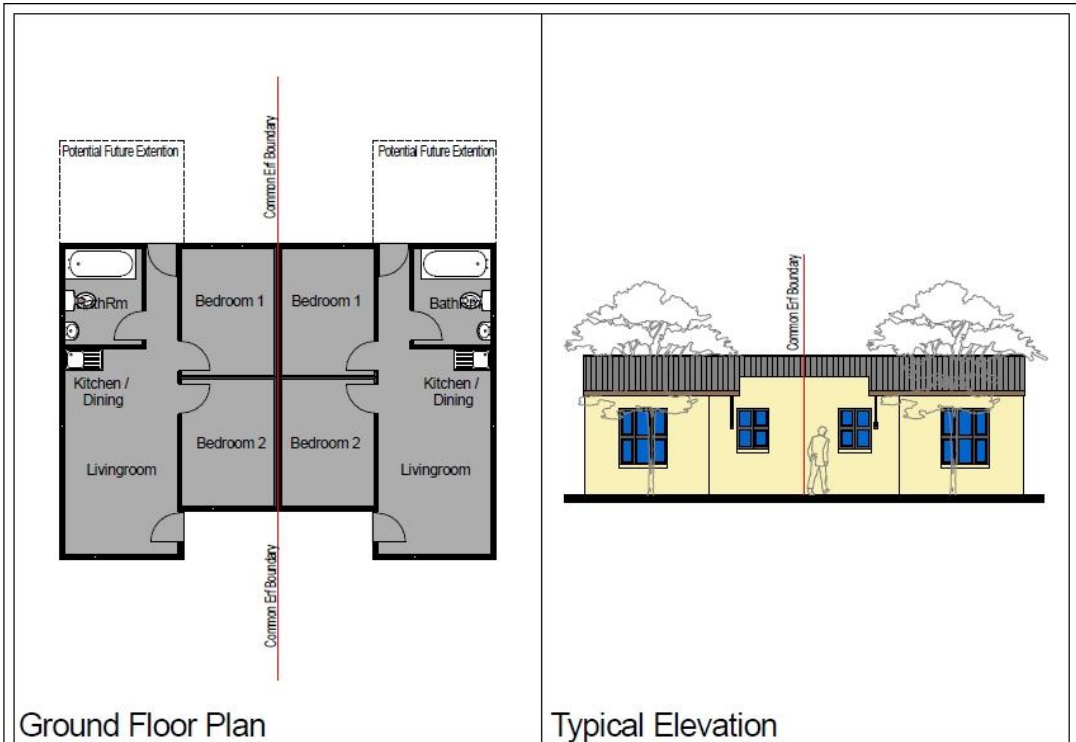 Common Erf Boundary
Potential Future Extention
Potential Future Extention
BathRm
Bedroom 1
Bedroom 1
BathRm
Kitchen /
Dining
Kitchen /
Dining
Bedroom 2
Bedroom 2
Livingroom
Livingroom
Common Erf Boundary
Ground Floor Plan
Common Erf Boundary
Typical Elevation